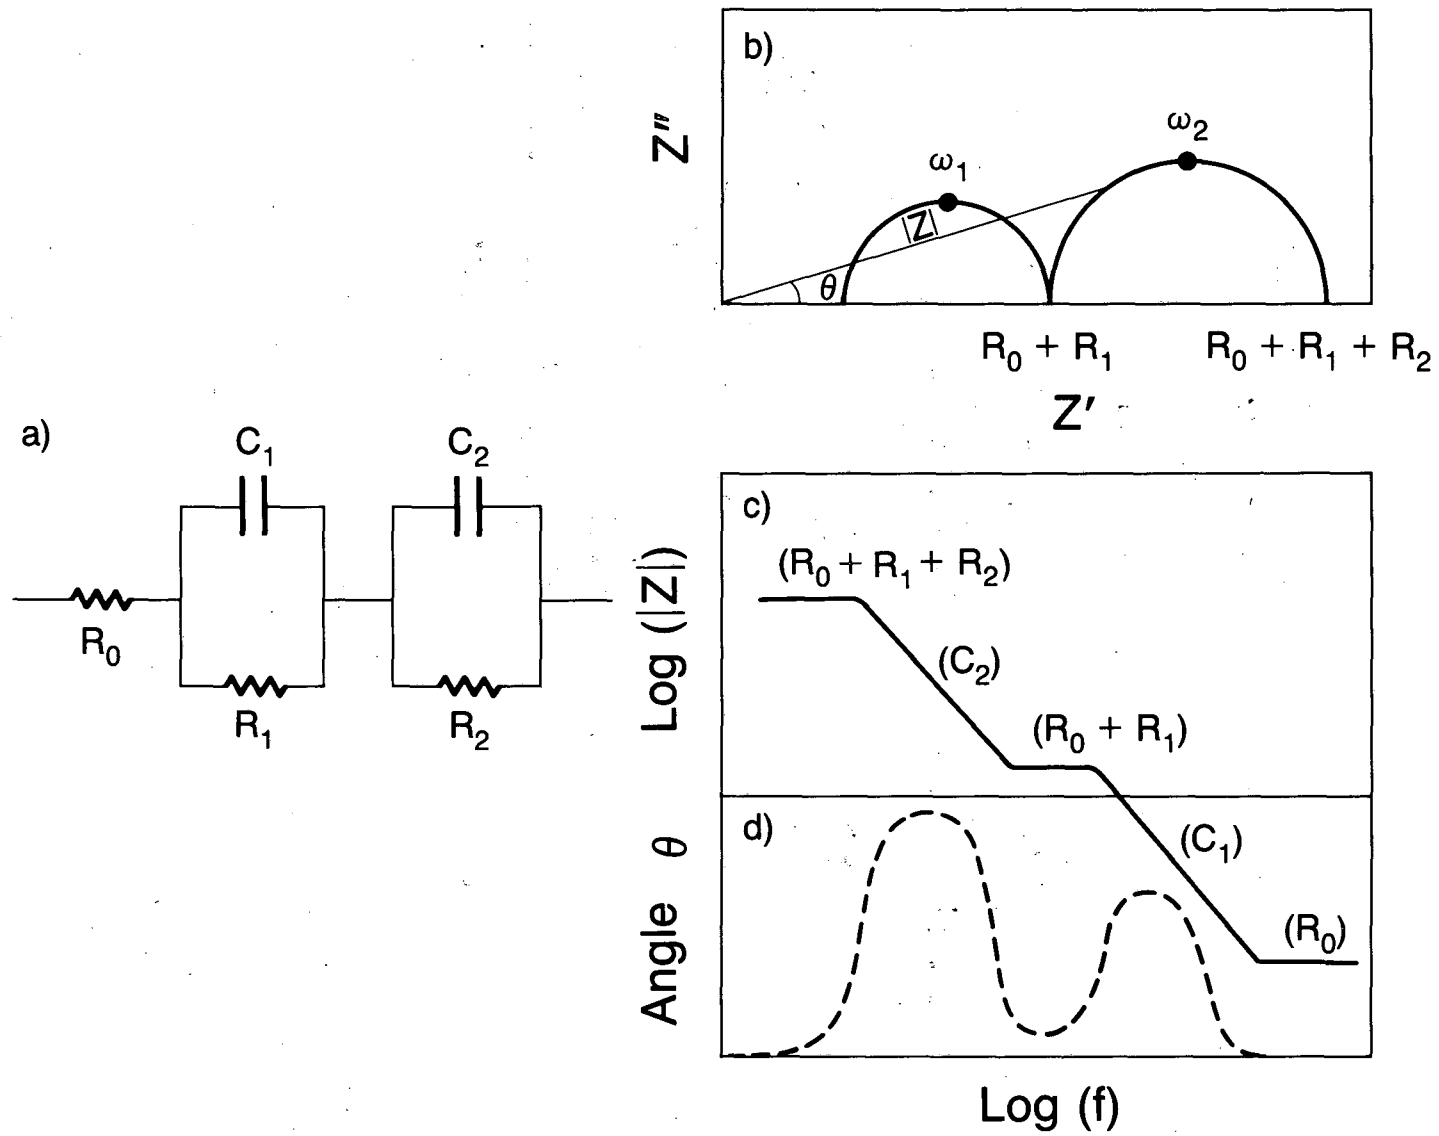 a)
C₁ C₂
R₀
R₁ R₂
b)
Z″
ω₁
ω₂
|Z|
θ
R₀ + R₁ R₀ + R₁ + R₂
Z′
c)
Log (|Z|)
(R₀ + R₁ + R₂)
(C₂)
(R₀ + R₁)
(C₁)
(R₀)
d)
Angle θ
Log (f)